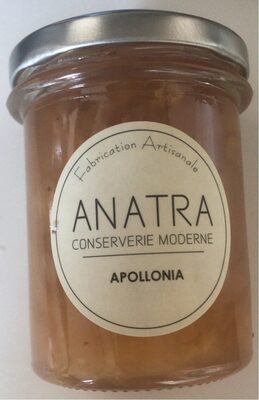 Fabrication Artisanale
ANATRA
CONSERVERIE MODERNE
APOLLONIA